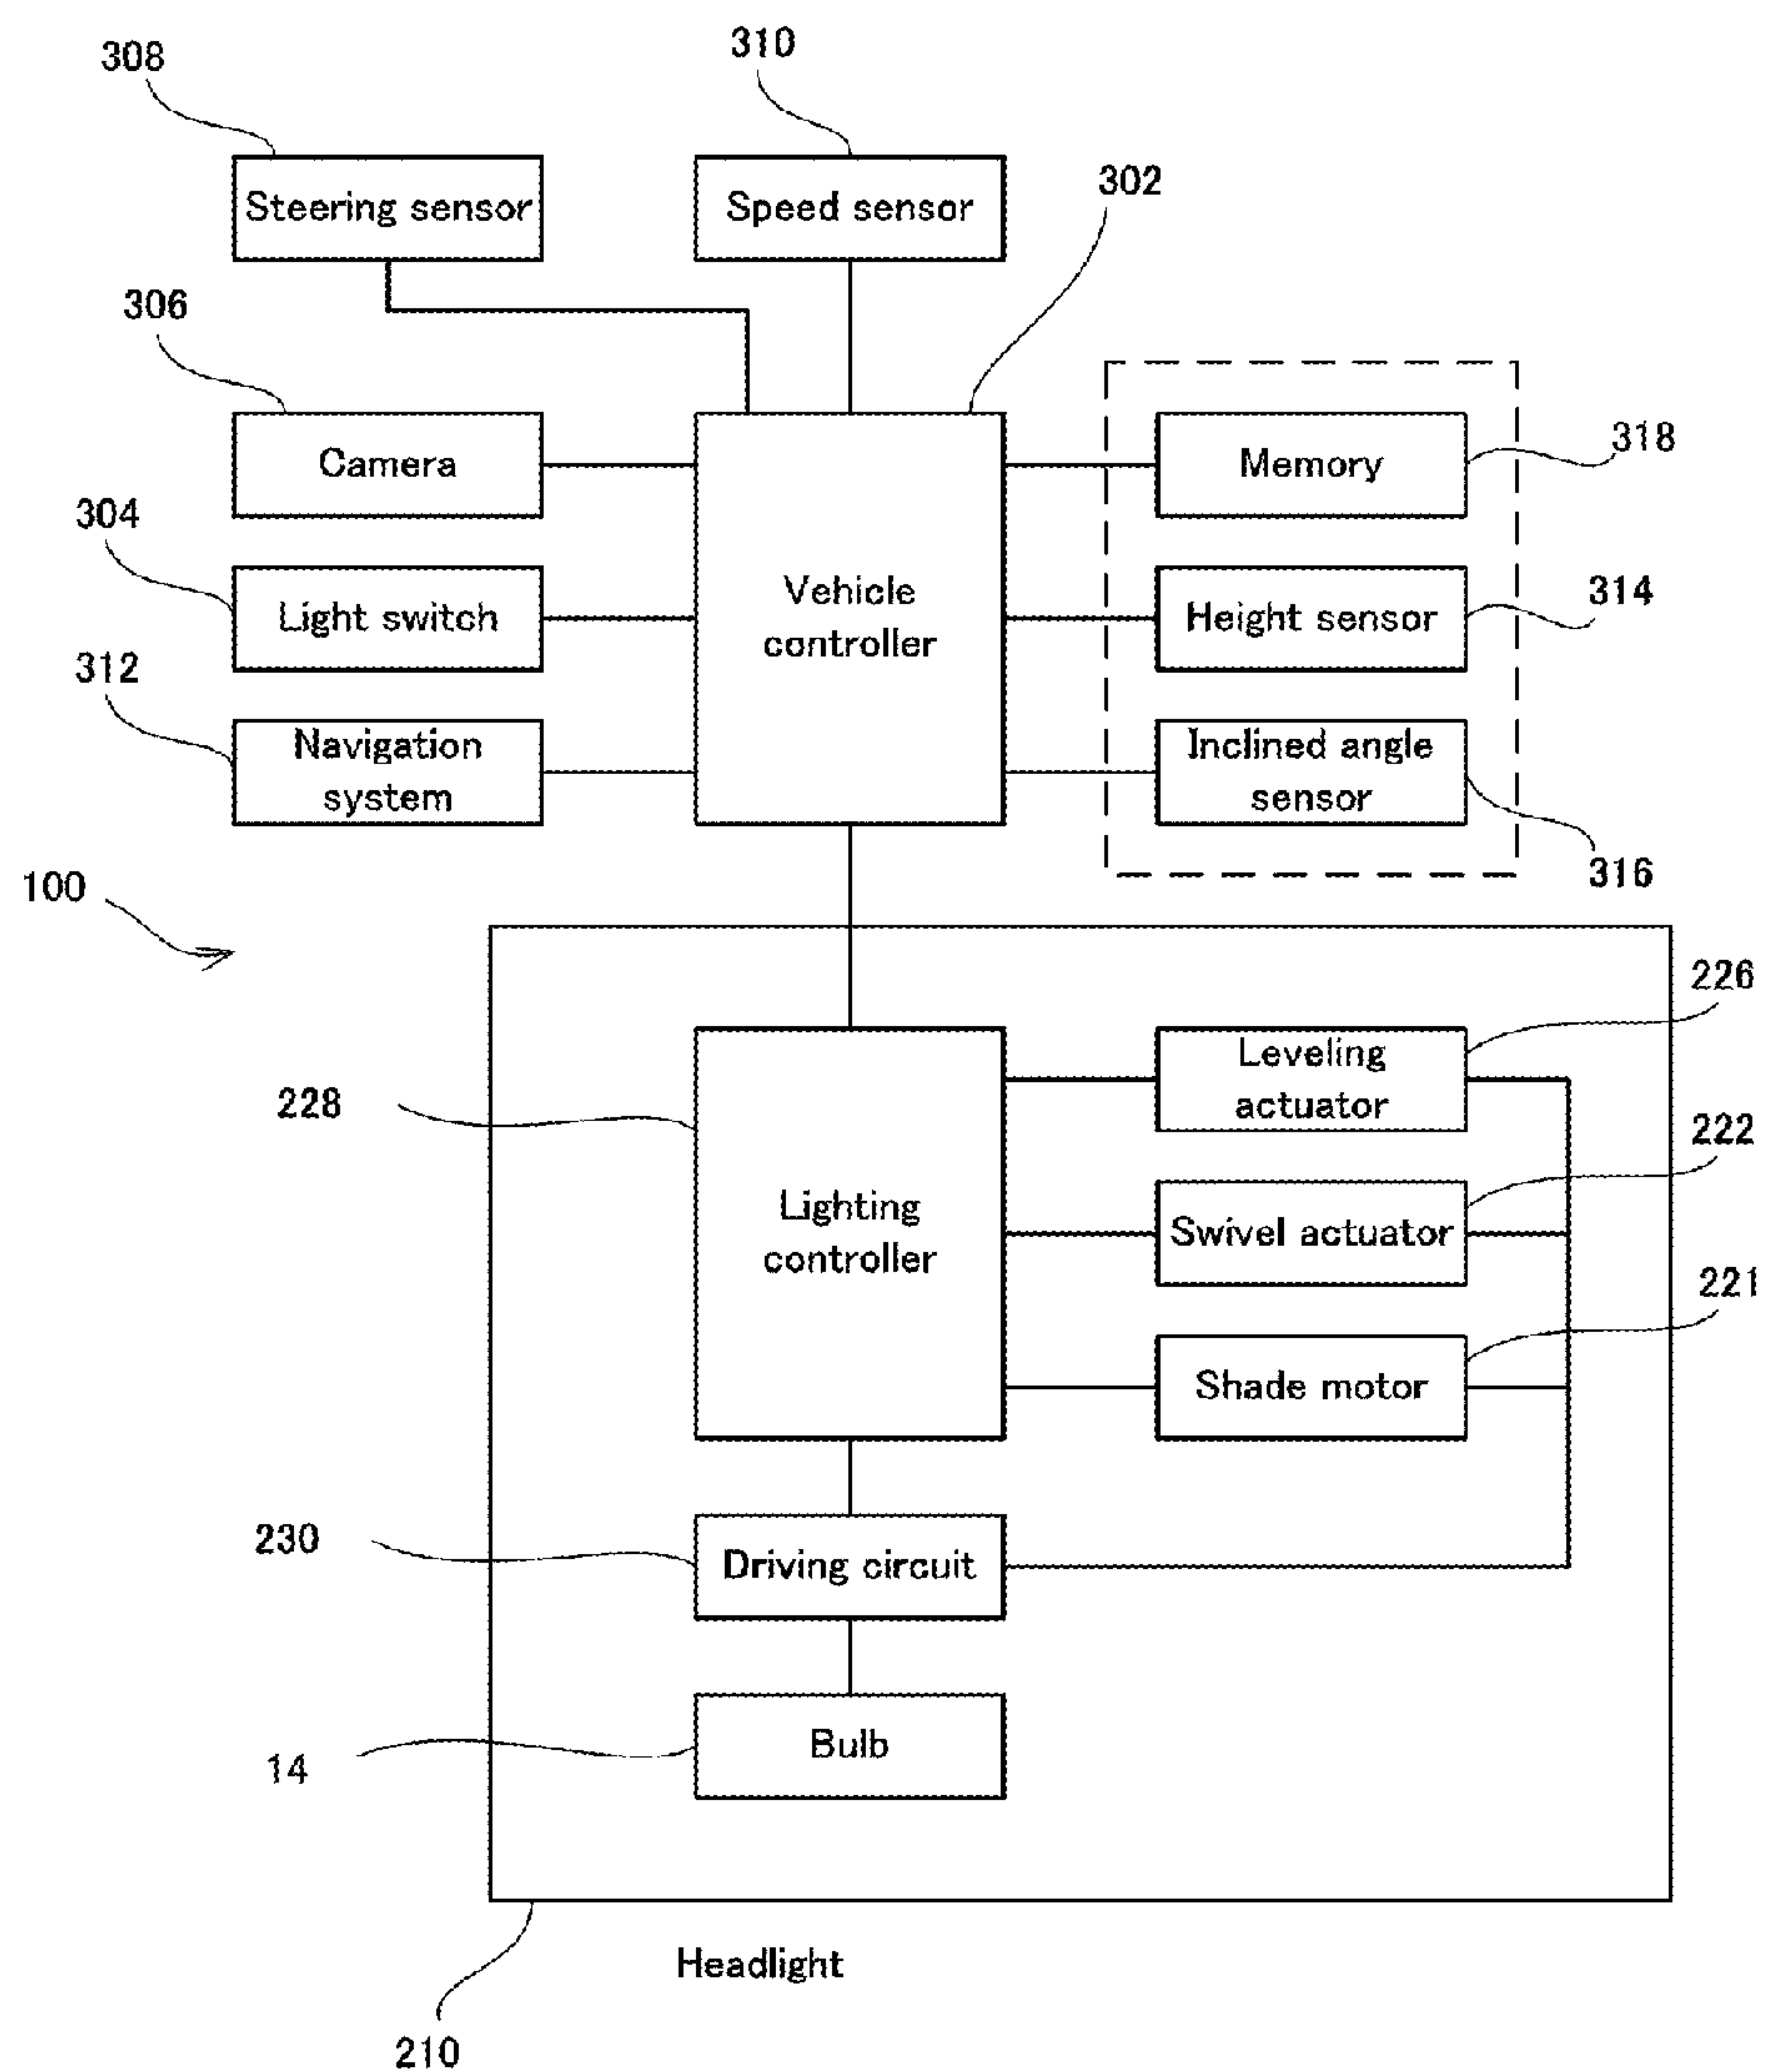 308
310
Steering sensor
Speed sensor
302
306
Camera
Memory
318
304
Light switch
Vehicle
controller
Height sensor
314
312
Navigation
system
Inclined angle
sensor
316
100
226
Leveling
actuator
228
222
Lighting
controller
Swivel actuator
221
Shade motor
230
Driving circuit
14
Bulb
Headlight
210